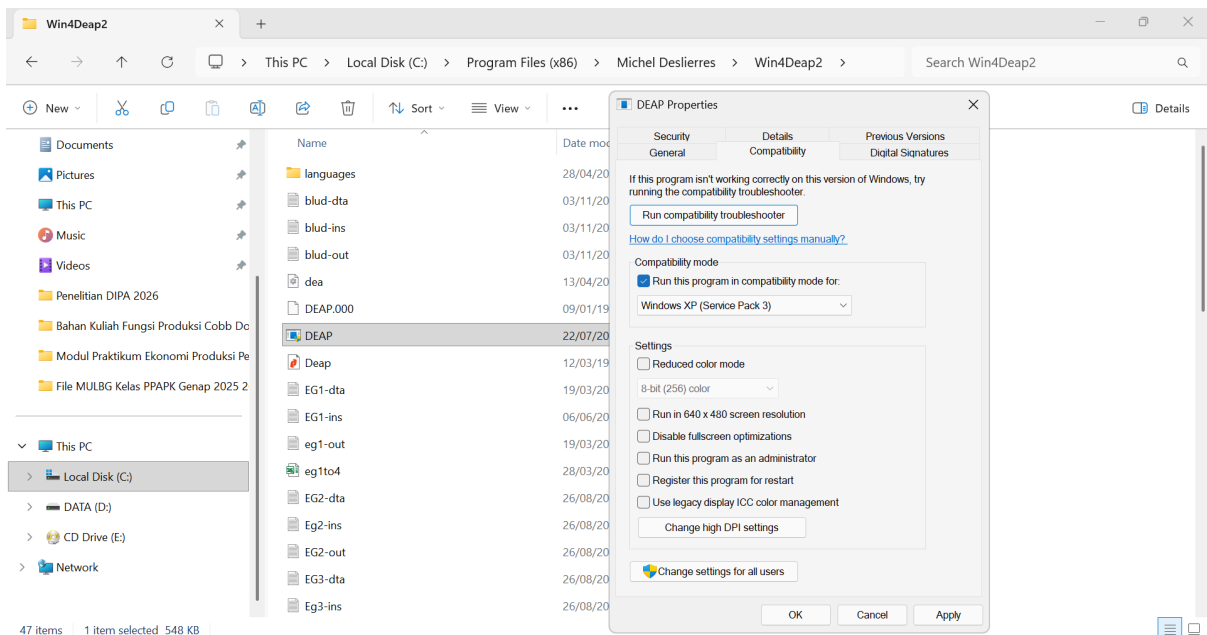 Win4Deap2
This PC > Local Disk (C:) > Program Files (x86) > Michel Deslierres > Win4Deap2 >
Search Win4Deap2
New
Sort
View
Details
Documents
Pictures
This PC
Music
Videos
Penelitian DIPA 2026
Bahan Kuliah Fungsi Produksi Cobb Do
Modul Praktikum Ekonomi Produksi Pe
File MULBG Kelas PPAPK Genap 2025 2
This PC
Local Disk (C:)
DATA (D:)
CD Drive (E:)
Network
Name Date mod
languages 28/04/20
blud-dta 03/11/20
blud-ins 03/11/20
blud-out 03/11/20
dea 13/04/20
DEAP.000 09/01/19
DEAP 22/07/20
Deap 12/03/19
EG1-dta 19/03/20
EG1-ins 06/06/20
eg1-out 19/03/20
eg1to4 28/03/20
EG2-dta 26/08/20
Eg2-ins 26/08/20
EG2-out 26/08/20
EG3-dta 26/08/20
Eg3-ins 26/08/20
DEAP Properties
Security Details Previous Versions
General Compatibility Digital Signatures
If this program isn't working correctly on this version of Windows, try
running the compatibility troubleshooter.
Run compatibility troubleshooter
How do I choose compatibility settings manually?
Compatibility mode
Run this program in compatibility mode for:
Windows XP (Service Pack 3)
Settings
Reduced color mode
8-bit (256) color
Run in 640 x 480 screen resolution
Disable fullscreen optimizations
Run this program as an administrator
Register this program for restart
Use legacy display ICC color management
Change high DPI settings
Change settings for all users
OK Cancel Apply
47 items 1 item selected 548 KB